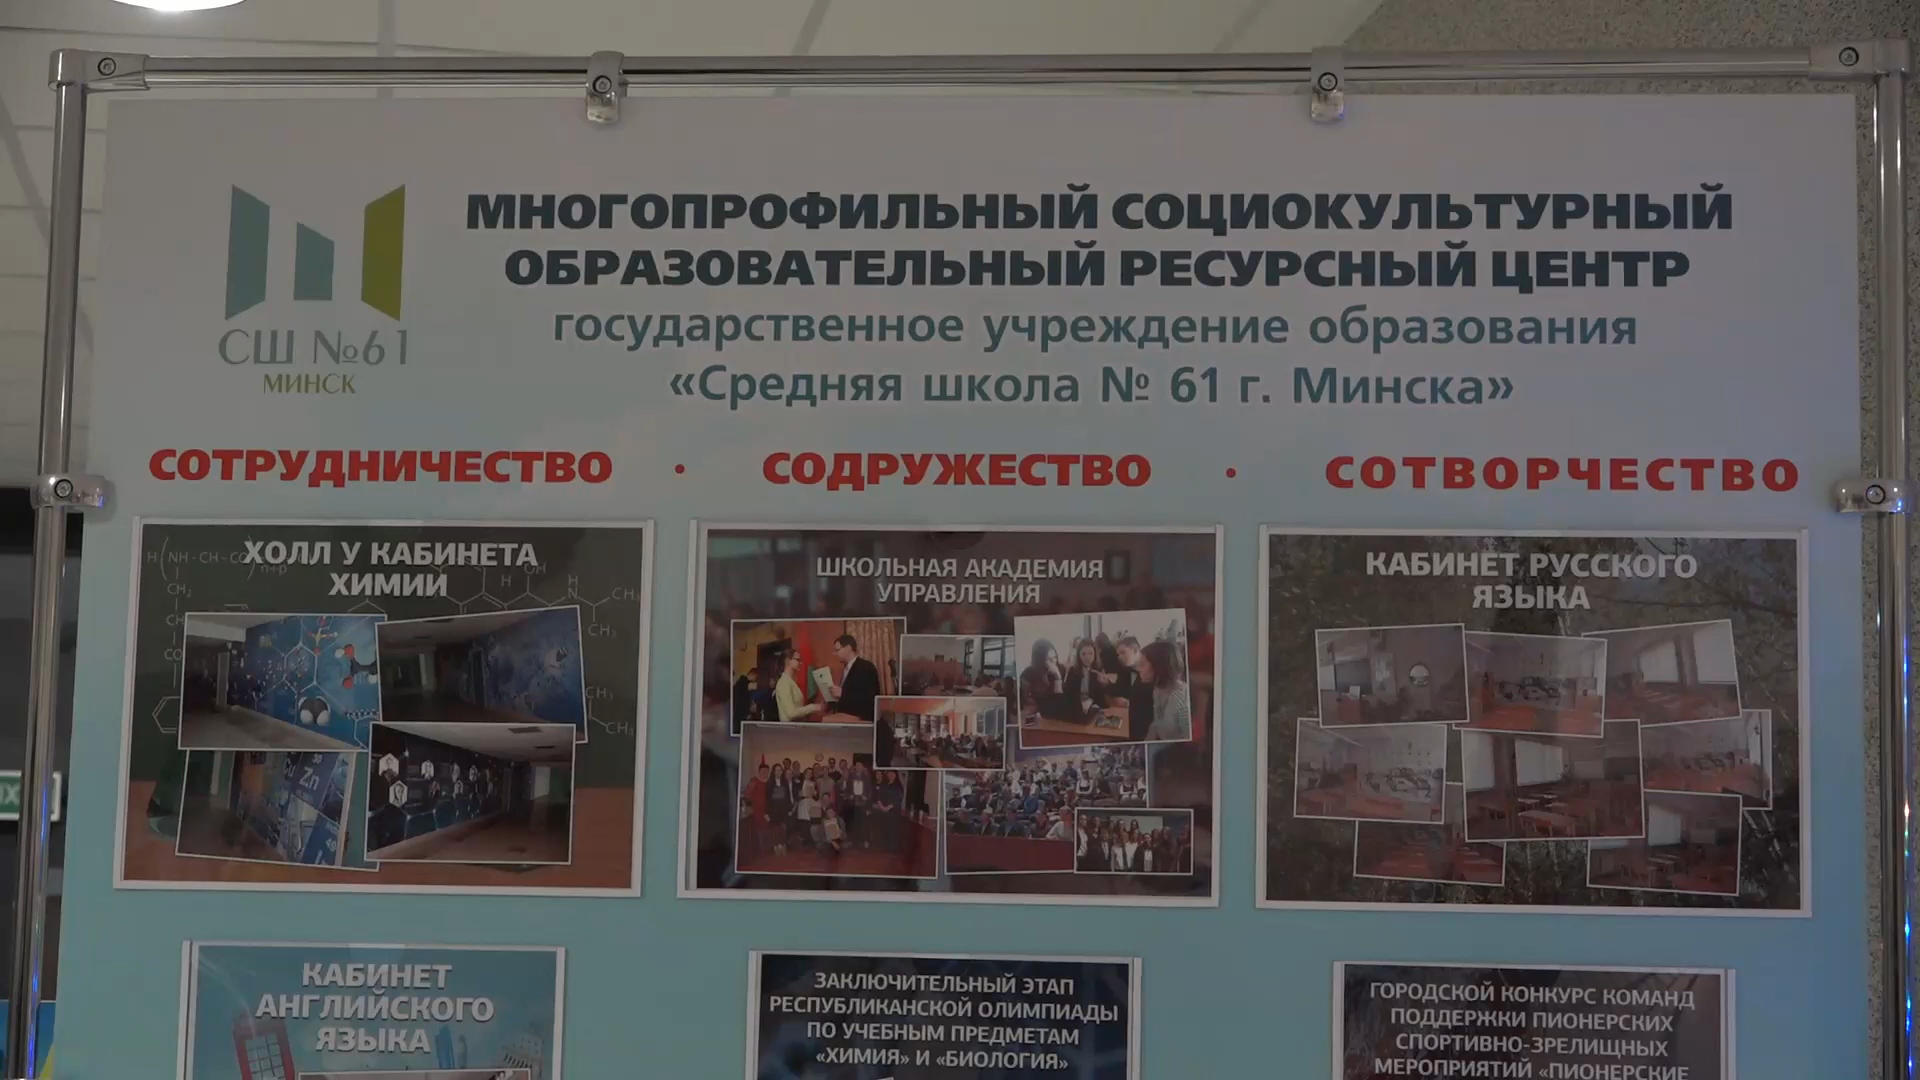 МНОГОПРОФИЛЬНЫЙ СОЦИОКУЛЬТУРНЫЙ
ОБРАЗОВАТЕЛЬНЫЙ РЕСУРСНЫЙ ЦЕНТР
государственное учреждение образования
«Средняя школа № 61 г. Минска»
СШ №61
МИНСК
СОТРУДНИЧЕСТВО • СОДРУЖЕСТВО • СОТВОРЧЕСТВО
ХОЛЛ У КАБИНЕТА
ХИМИИ
ШКОЛЬНАЯ АКАДЕМИЯ
УПРАВЛЕНИЯ
КАБИНЕТ РУССКОГО
ЯЗЫКА
Zn
КАБИНЕТ
АНГЛИЙСКОГО
ЯЗЫКА
ЗАКЛЮЧИТЕЛЬНЫЙ ЭТАП
РЕСПУБЛИКАНСКОЙ ОЛИМПИАДЫ
ПО УЧЕБНЫМ ПРЕДМЕТАМ
«ХИМИЯ» И «БИОЛОГИЯ»
ГОРОДСКОЙ КОНКУРС КОМАНД
ПОДДЕРЖКИ ПИОНЕРСКИХ
СПОРТИВНО-ЗРЕЛИЩНЫХ
МЕРОПРИЯТИЙ «ПИОНЕРСКИЕ